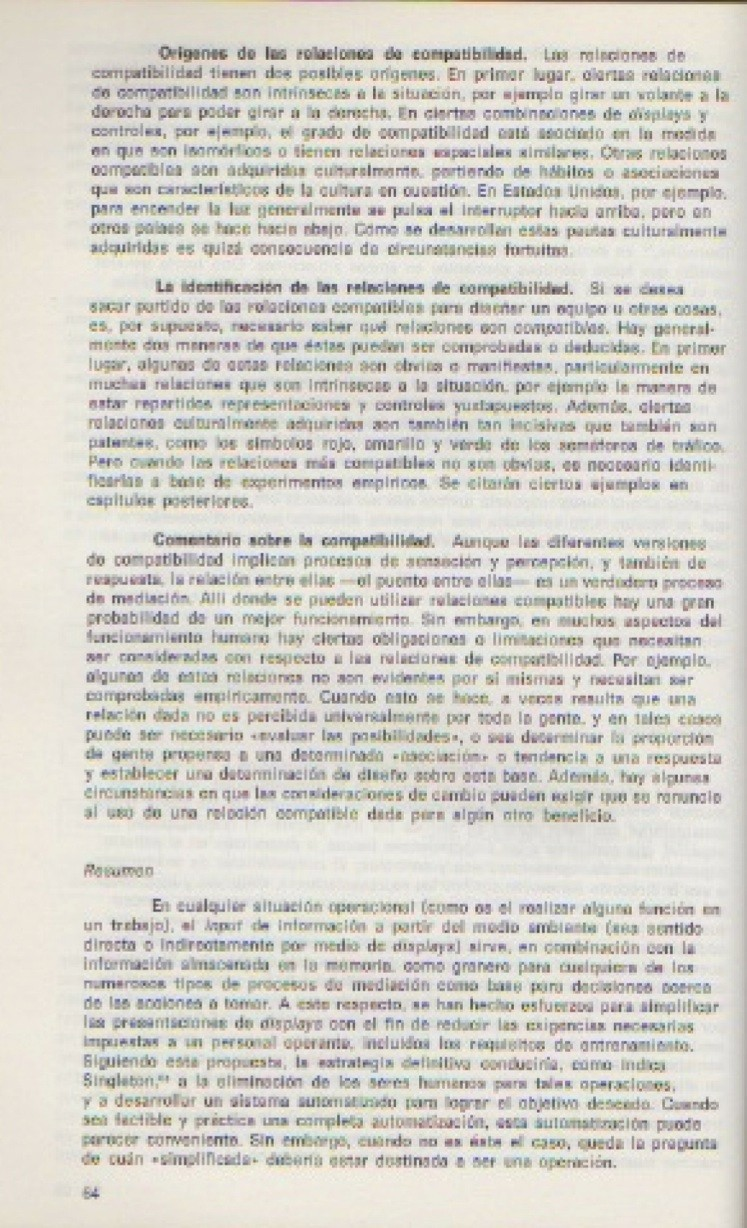 Orígenes de las relaciones de compatibilidad. Las relaciones de
compatibilidad tienen dos posibles orígenes. En primer lugar, ciertas relaciones
de compatibilidad son intrínsecas a la situación, por ejemplo girar un volante a la
derecha para poder girar a la derecha. En ciertas combinaciones de displays y
controles, por ejemplo, el grado de compatibilidad está asociado en la medida
en que son isomórficos o tienen relaciones espaciales similares. Otras relaciones
compatibles son adquiridas culturalmente, partiendo de hábitos o asociaciones
que son característicos de la cultura en cuestión. En Estados Unidos, por ejemplo,
para encender la luz generalmente se pulsa el interruptor hacia arriba, pero en
otros países se hace hacia abajo. Cómo se desarrollan estas pautas culturalmente
adquiridas es quizá consecuencia de circunstancias fortuitas.
La identificación de las relaciones de compatibilidad. Si se desea
sacar partido de las relaciones compatibles para diseñar un equipo u otras cosas,
es, por supuesto, necesario saber qué relaciones son compatibles. Hay general-
mente dos maneras de que éstas puedan ser comprobadas o deducidas. En primer
lugar, algunas de estas relaciones son obvias o manifiestas, particularmente en
muchas relaciones que son intrínsecas a la situación, por ejemplo la manera de
estar repartidos representaciones y controles yuxtapuestos. Además, ciertas
relaciones culturalmente adquiridas son también tan incisivas que también son
patentes, como los símbolos rojo, amarillo y verde de los semáforos de tráfico.
Pero cuando las relaciones más compatibles no son obvias, es necesario identi-
ficarlas a base de experimentos empíricos. Se citarán ciertos ejemplos en
capítulos posteriores.
Comentario sobre la compatibilidad. Aunque las diferentes versiones
de compatibilidad implican procesos de sensación y percepción, y también de
respuesta, la relación entre ellas —el puente entre ellas— es un verdadero proceso
de mediación. Allí donde se pueden utilizar relaciones compatibles hay una gran
probabilidad de un mejor funcionamiento. Sin embargo, en muchos aspectos del
funcionamiento humano hay ciertas obligaciones o limitaciones que necesitan
ser consideradas con respecto a las relaciones de compatibilidad. Por ejemplo,
algunas de estas relaciones no son evidentes por sí mismas y necesitan ser
comprobadas empíricamente. Cuando esto se hace, a veces resulta que una
relación dada no es percibida universalmente por toda la gente, y en tales casos
puede ser necesario «evaluar las posibilidades», o sea determinar la proporción
de gente propensa a una determinada «asociación» o tendencia a una respuesta
y establecer una determinación de diseño sobre esta base. Además, hay algunas
circunstancias en que las consideraciones de cambio pueden exigir que se renuncie
al uso de una relación compatible dada para algún otro beneficio.
Resumen
En cualquier situación operacional (como es el realizar alguna función en
un trabajo), el input de información a partir del medio ambiente (sea sentido
directa o indirectamente por medio de displays) sirve, en combinación con la
información almacenada en la memoria, como granero para cualquiera de los
numerosos tipos de procesos de mediación como base para decisiones acerca
de las acciones a tomar. A este respecto, se han hecho esfuerzos para simplificar
las presentaciones de displays con el fin de reducir las exigencias necesarias
impuestas a un personal operante, incluidos los requisitos de entrenamiento.
Siguiendo esta propuesta, la estrategia definitiva conduciría, como indica
Singleton, a la eliminación de los seres humanos para tales operaciones,
y a desarrollar un sistema automatizado para lograr el objetivo deseado. Cuando
sea factible y práctica una completa automatización, esta automatización puede
parecer conveniente. Sin embargo, cuando no es éste el caso, queda la pregunta
de cuán «simplificada» debería estar destinada a ser una operación.
64